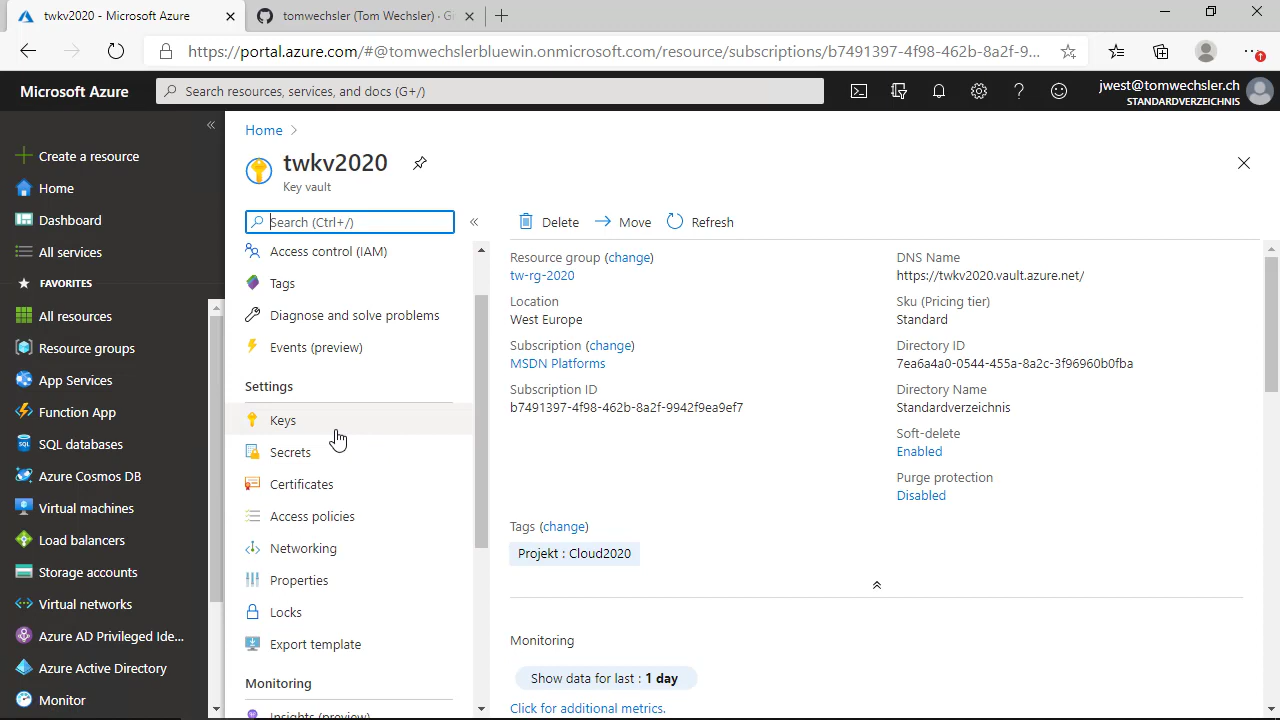 twkv2020 - Microsoft Azure
tomwechsler (Tom Wechsler) · Gi
https://portal.azure.com/#@tomwechslerbluewin.onmicrosoft.com/resource/subscriptions/b7491397-4f98-462b-8a2f-9...
Microsoft Azure
Search resources, services, and docs (G+/)
jwest@tomwechsler.ch
STANDARDVERZEICHNIS
Create a resource
Home
Dashboard
All services
FAVORITES
All resources
Resource groups
App Services
Function App
SQL databases
Azure Cosmos DB
Virtual machines
Load balancers
Storage accounts
Virtual networks
Azure AD Privileged Ide...
Azure Active Directory
Monitor
Home
twkv2020
Key vault
Search (Ctrl+/)
Access control (IAM)
Tags
Diagnose and solve problems
Events (preview)
Settings
Keys
Secrets
Certificates
Access policies
Networking
Properties
Locks
Export template
Monitoring
Insights (preview)
Delete
Move
Refresh
Resource group (change)
tw-rg-2020
Location
West Europe
Subscription (change)
MSDN Platforms
Subscription ID
b7491397-4f98-462b-8a2f-9942f9ea9ef7
DNS Name
https://twkv2020.vault.azure.net/
Sku (Pricing tier)
Standard
Directory ID
7ea6a4a0-0544-455a-8a2c-3f96960b0fba
Directory Name
Standardverzeichnis
Soft-delete
Enabled
Purge protection
Disabled
Tags (change)
Projekt : Cloud2020
Monitoring
Show data for last : 1 day
Click for additional metrics.